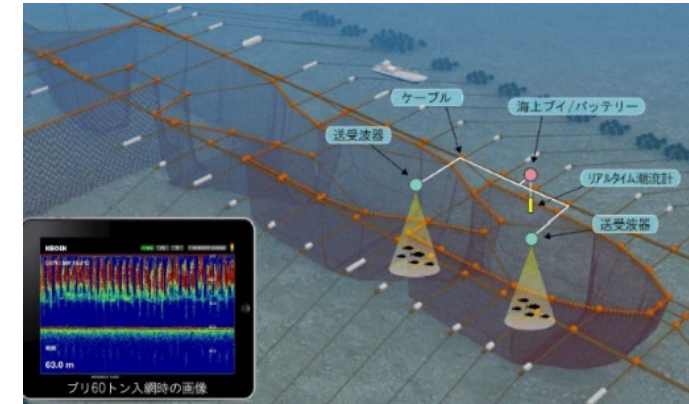 ケーブル
海上ブイ/バッテリー
送受波器
リアルタイム潮流計
送受波器
63.0 m
ブリ60トン入網時の画像